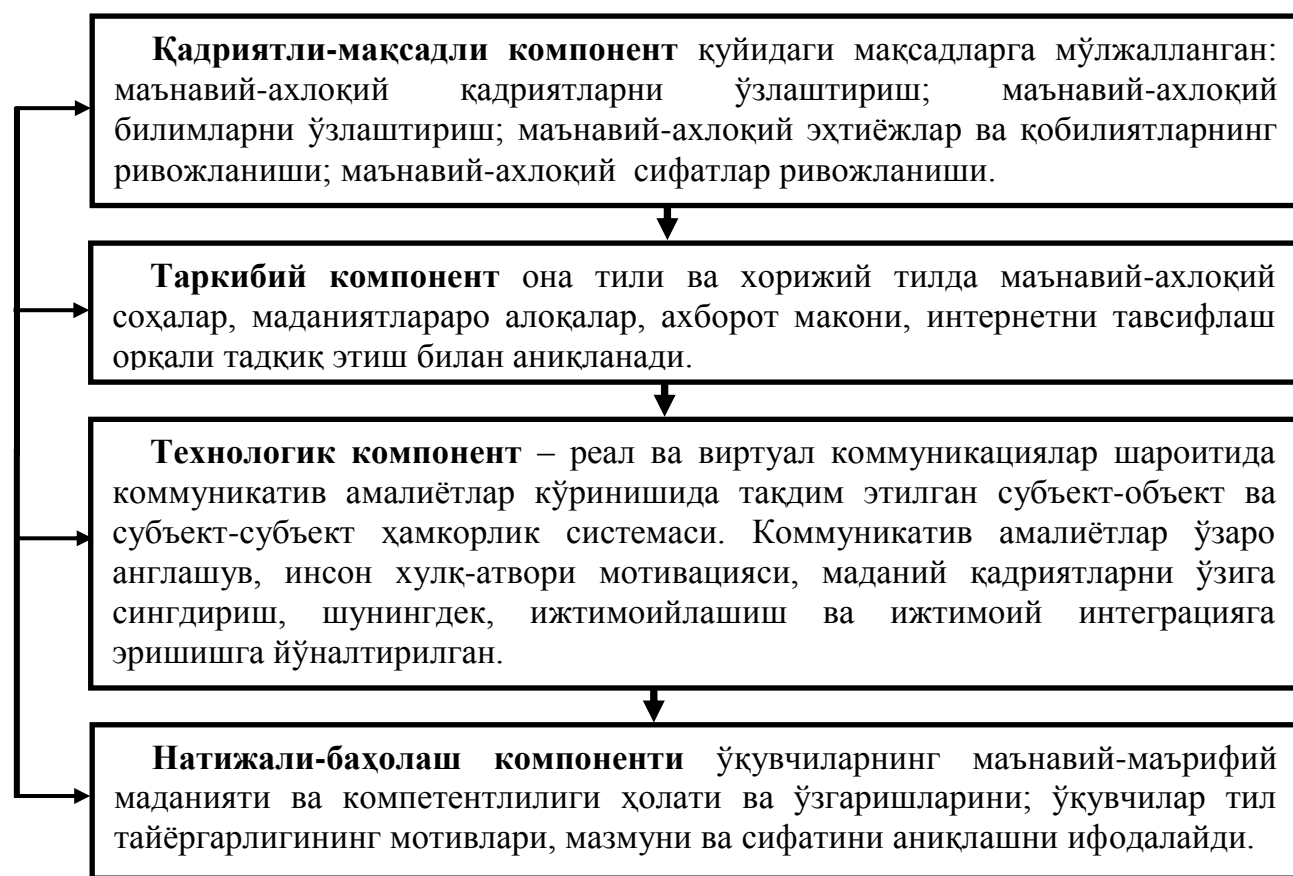 Қадриятли-мақсадли компонент қуйидаги мақсадларга мўлжалланган:
маънавий-ахлоқий қадриятларни ўзлаштириш; маънавий-ахлоқий
билимларни ўзлаштириш; маънавий-ахлоқий эҳтиёжлар ва қобилиятларнинг
ривожланиши; маънавий-ахлоқий сифатлар ривожланиши.
Таркибий компонент она тили ва хорижий тилда маънавий-ахлоқий
соҳалар, маданиятлараро алоқалар, ахборот макони, интернетни тавсифлаш
орқали тадқиқ этиш билан аниқланади.
Технологик компонент – реал ва виртуал коммуникациялар шароитида
коммуникатив амалиётлар кўринишида тақдим этилган субъект-объект ва
субъект-субъект ҳамкорлик системаси. Коммуникатив амалиётлар ўзаро
англашув, инсон хулқ-атвори мотивацияси, маданий қадриятларни ўзига
сингдириш, шунингдек, ижтимоийлашиш ва ижтимоий интеграцияга
эришишга йўналтирилган.
Натижали-баҳолаш компоненти ўқувчиларнинг маънавий-маърифий
маданияти ва компетентлилиги ҳолати ва ўзгаришларини; ўқувчилар тил
тайёргарлигининг мотивлари, мазмуни ва сифатини аниқлашни ифодалайди.